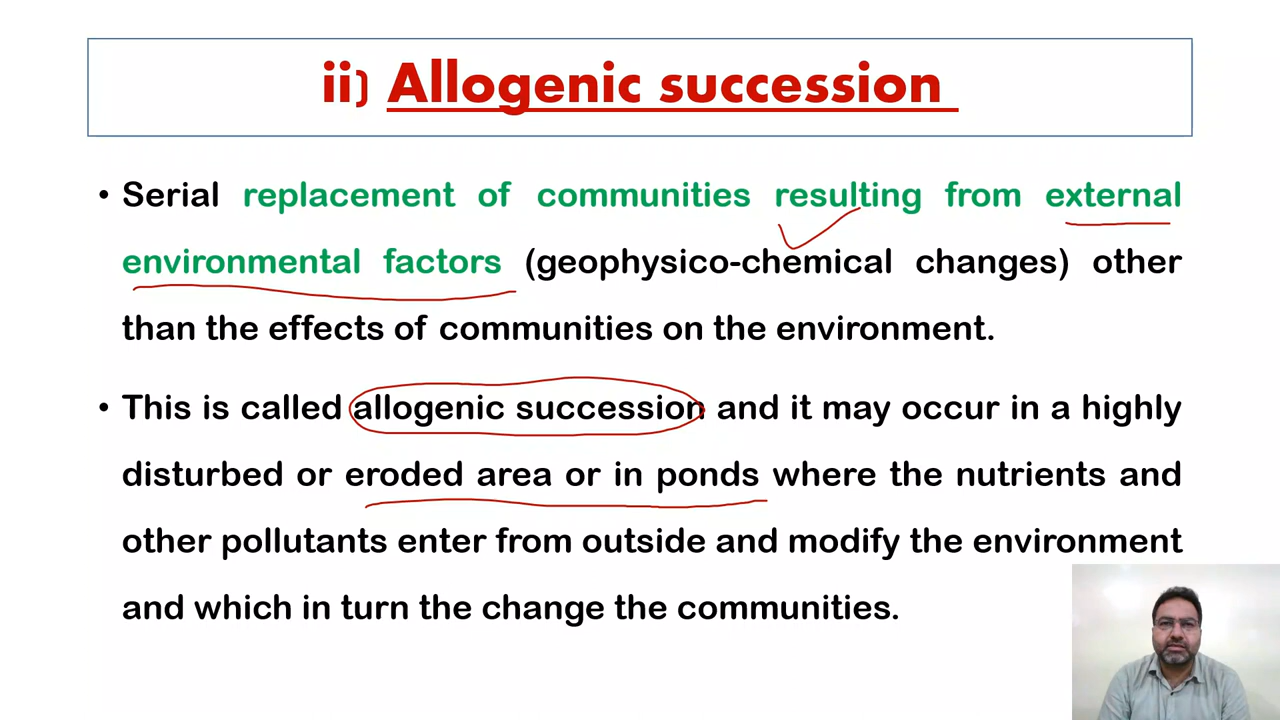 ii) Allogenic succession
• Serial replacement of communities resulting from external
environmental factors (geophysico-chemical changes) other
than the effects of communities on the environment.
• This is called allogenic succession and it may occur in a highly
disturbed or eroded area or in ponds where the nutrients and
other pollutants enter from outside and modify the environment
and which in turn the change the communities.